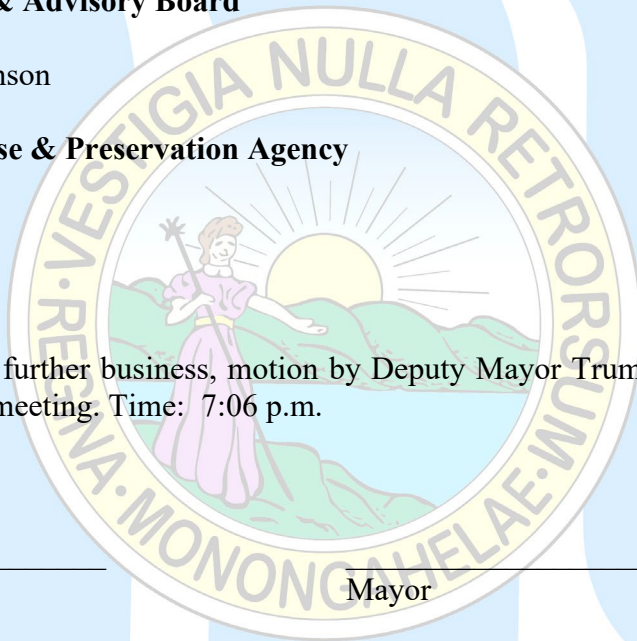 & Advisory Board
nson
se & Preservation Agency
further business, motion by Deputy Mayor Trum
meeting. Time: 7:06 p.m.
Mayor
VESTIGIA NULLA RETRORSUM·
REGINA·MONONGAHELAE·